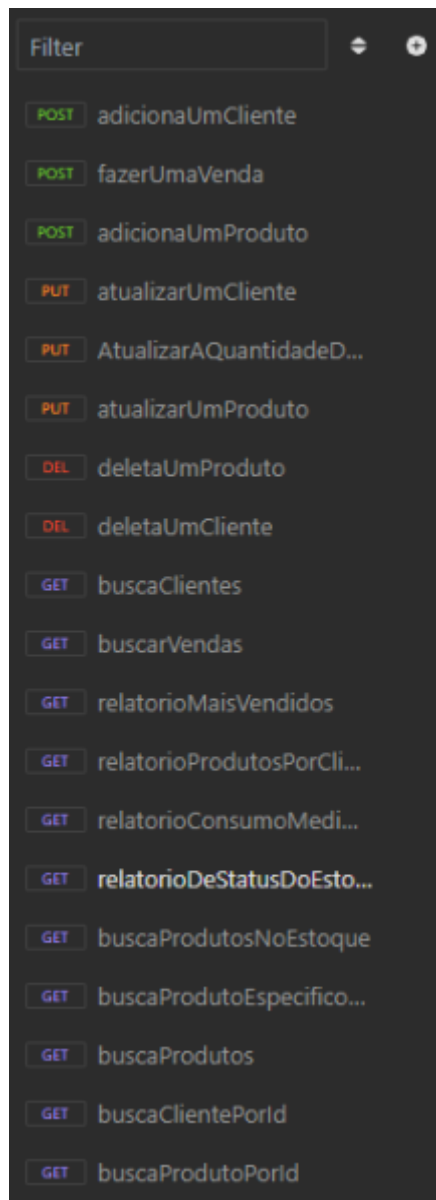 Filter
POST adicionaUmCliente
POST fazerUmaVenda
POST adicionaUmProduto
PUT atualizarUmCliente
PUT AtualizarAQuantidadeD...
PUT atualizarUmProduto
DEL deletaUmProduto
DEL deletaUmCliente
GET buscaClientes
GET buscarVendas
GET relatorioMaisVendidos
GET relatorioProdutosPorCli...
GET relatorioConsumoMedi...
GET relatorioDeStatusDoEsto...
GET buscaProdutosNoEstoque
GET buscaProdutoEspecifico...
GET buscaProdutos
GET buscaClientePorId
GET buscaProdutoPorId